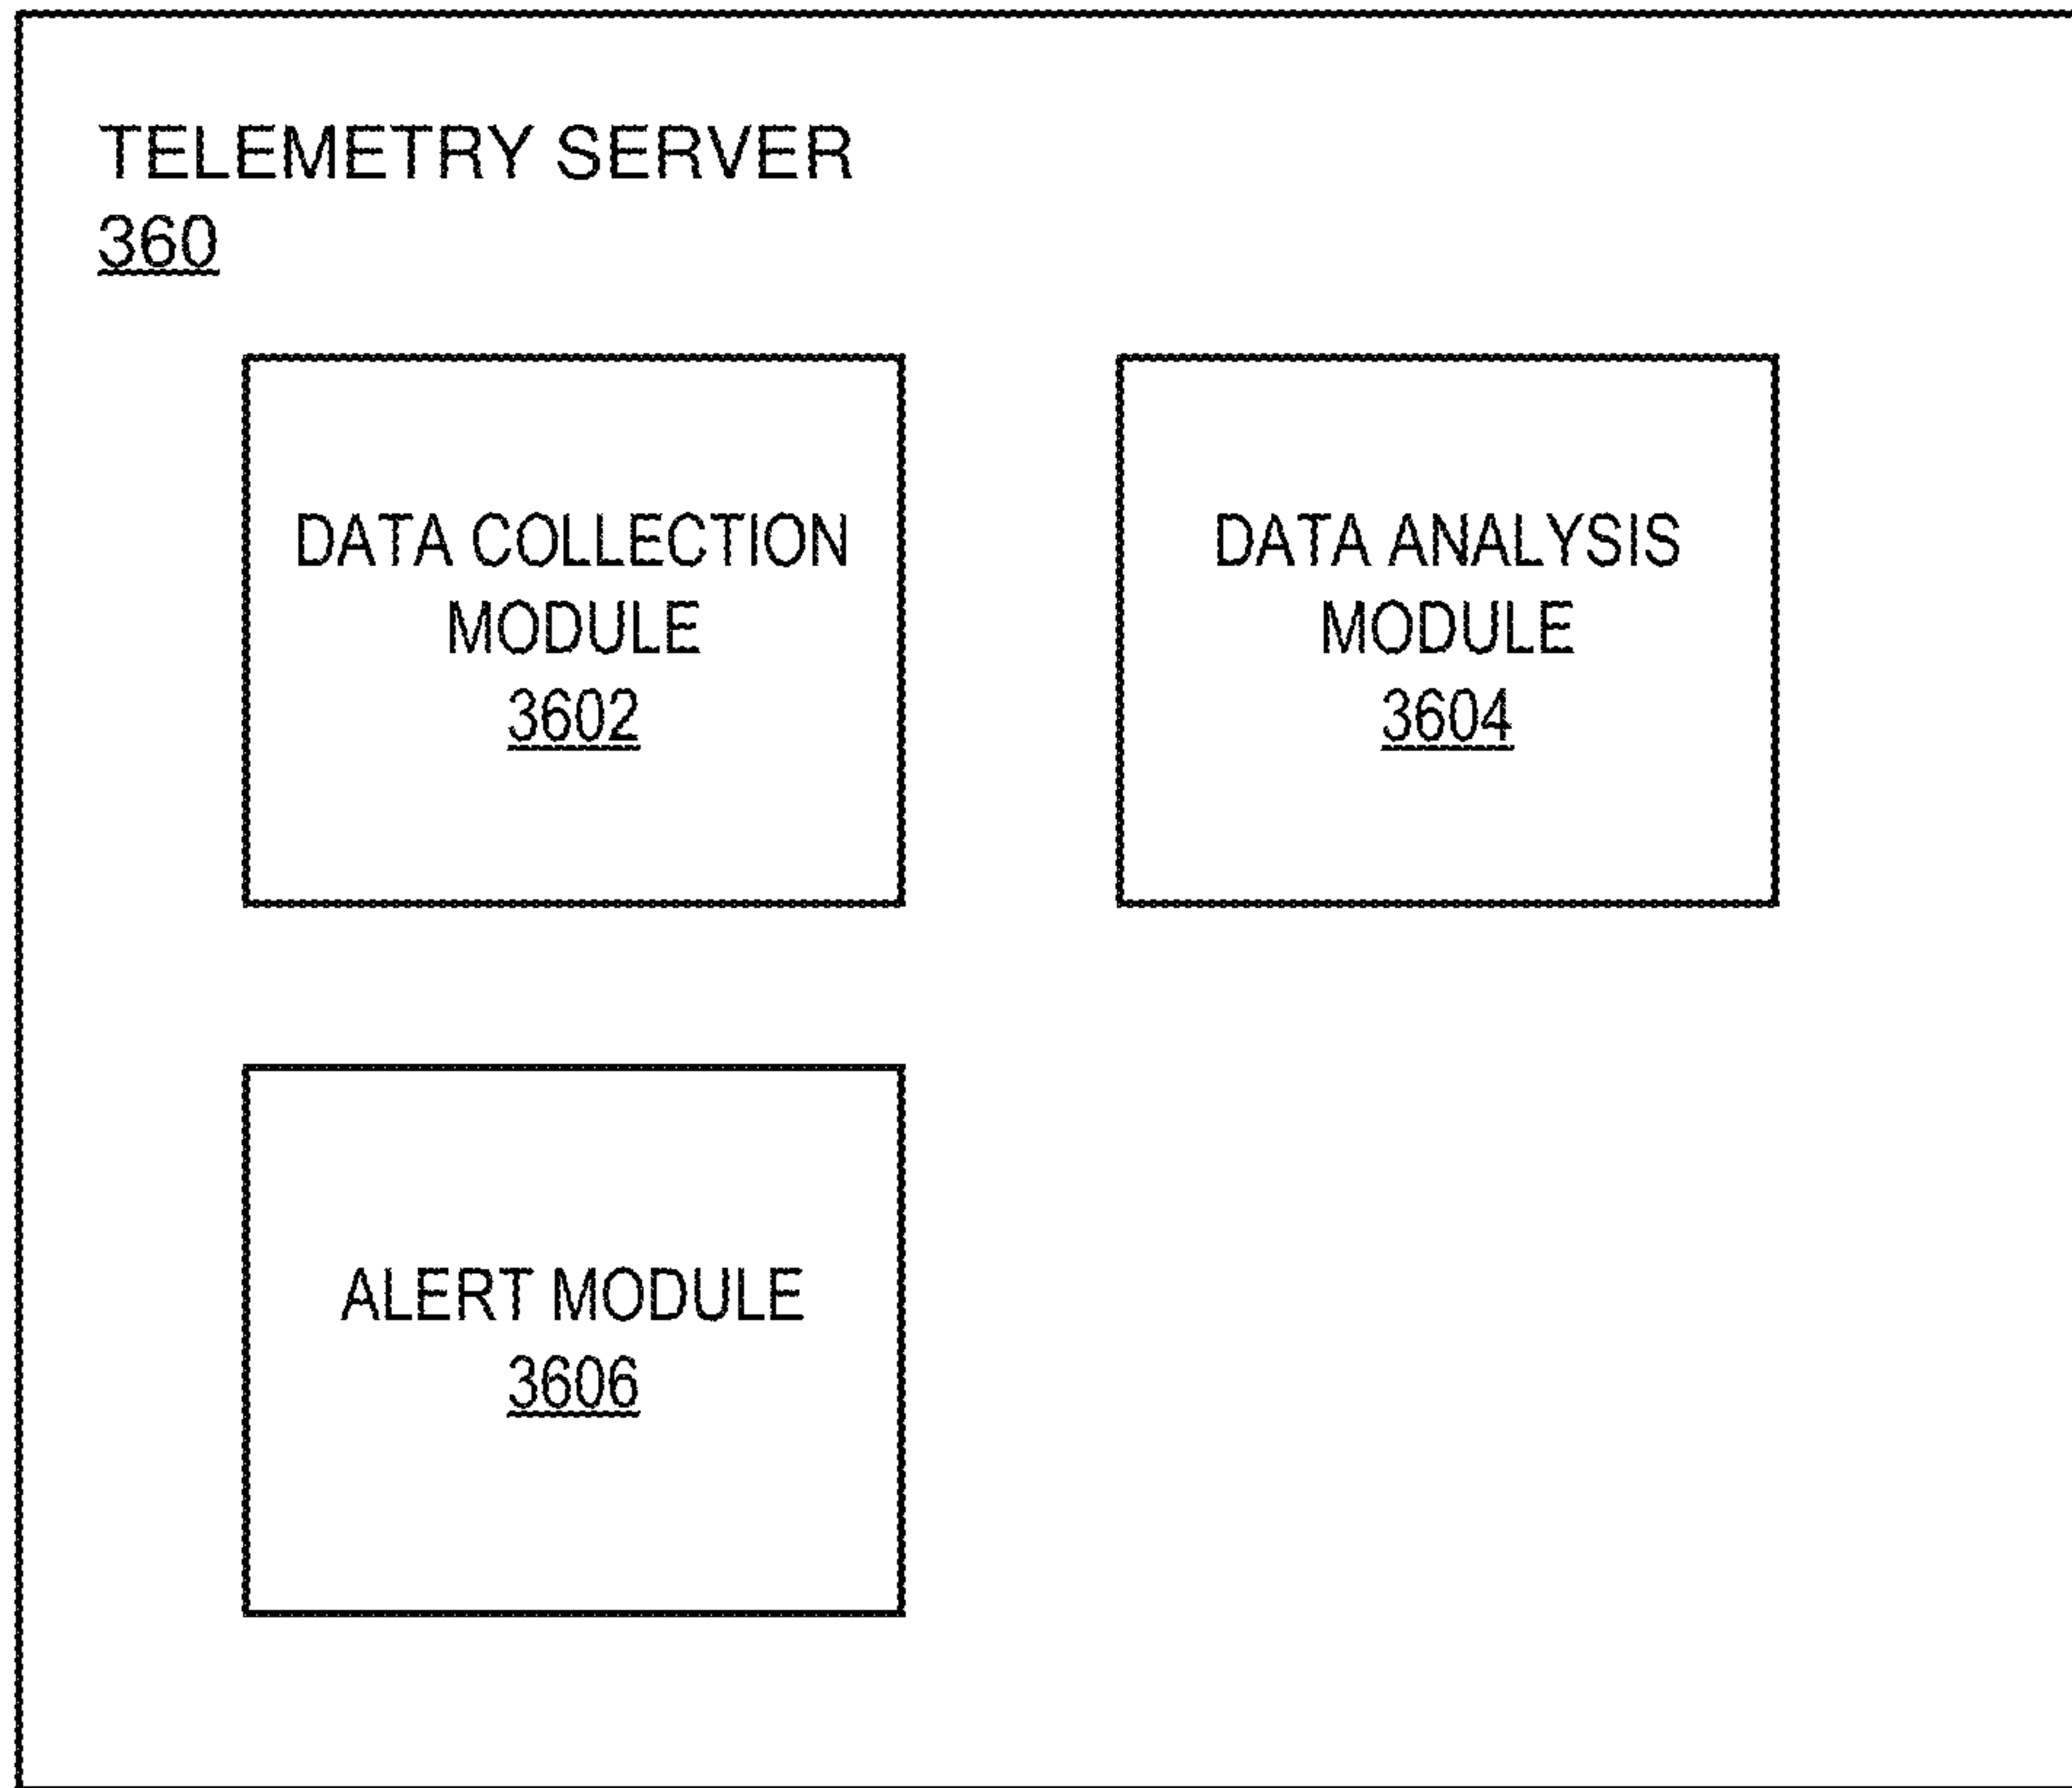 TELEMETRY SERVER
360
DATA COLLECTION
MODULE
3602
DATA ANALYSIS
MODULE
3604
ALERT MODULE
3606